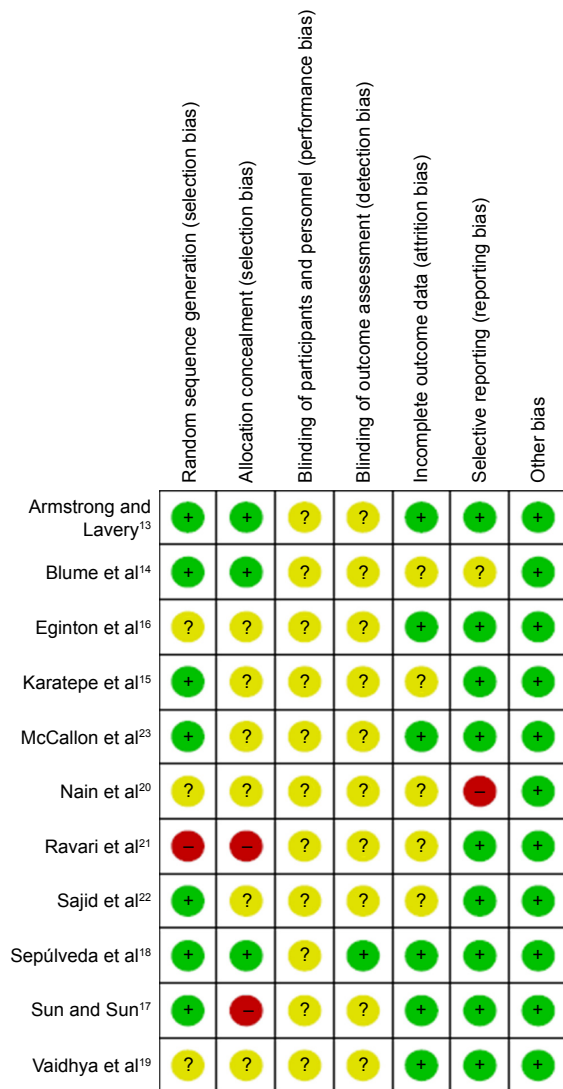 Random sequence generation (selection bias)
Allocation concealment (selection bias)
Blinding of participants and personnel (performance bias)
Blinding of outcome assessment (detection bias)
Incomplete outcome data (attrition bias)
Selective reporting (reporting bias)
Other bias
Armstrong and
Lavery¹³ + + ? ? + + +
Blume et al¹⁴ + + ? ? ? ? +
Eginton et al¹⁶ ? ? ? ? + + +
Karatepe et al¹⁵ + ? ? ? ? + +
McCallon et al²³ + ? ? ? + + +
Nain et al²⁰ ? ? ? ? ? – +
Ravari et al²¹ – – ? ? ? + +
Sajid et al²² + ? ? ? ? + +
Sepúlveda et al¹⁸ + + ? + + + +
Sun and Sun¹⁷ + – ? ? + + +
Vaidhya et al¹⁹ ? ? ? ? + + +